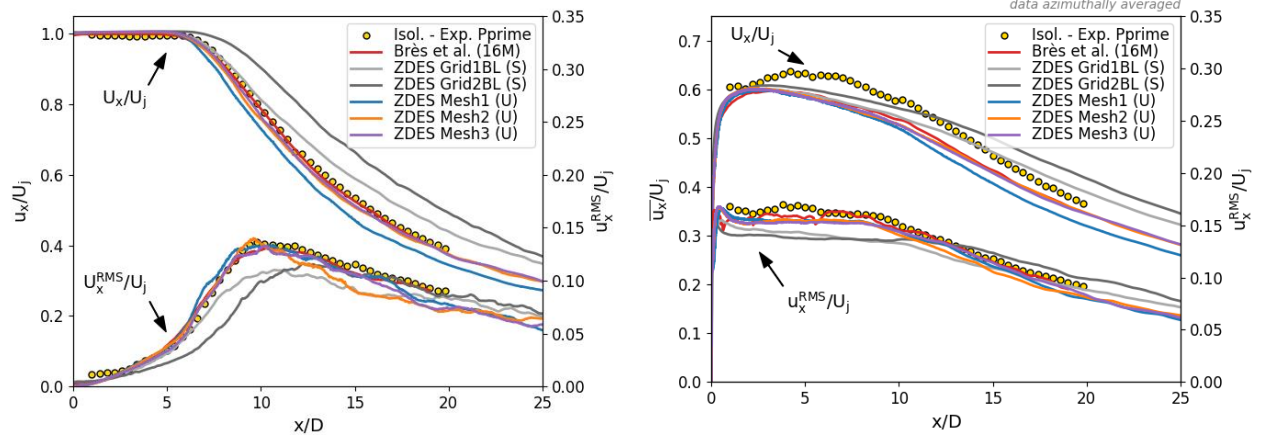 data azimuthally averaged
1.0
0.8
0.6
0.4
0.2
0.0
u_x/U_j
U_x/U_j
U_x^RMS/U_j
Isol. - Exp. Pprime
Brès et al. (16M)
ZDES Grid1BL (S)
ZDES Grid2BL (S)
ZDES Mesh1 (U)
ZDES Mesh2 (U)
ZDES Mesh3 (U)
0.35
0.30
0.25
0.20
0.15
0.10
0.05
0.00
u_x^RMS/U_j
0 5 10 15 20 25
x/D
0.7
0.6
0.5
0.4
0.3
0.2
0.1
0.0
u̅_x/U_j
U_x/U_j
u_x^RMS/U_j
Isol. - Exp. Pprime
Brès et al. (16M)
ZDES Grid1BL (S)
ZDES Grid2BL (S)
ZDES Mesh1 (U)
ZDES Mesh2 (U)
ZDES Mesh3 (U)
0.35
0.30
0.25
0.20
0.15
0.10
0.05
0.00
u_x^RMS/U_j
0 5 10 15 20 25
x/D